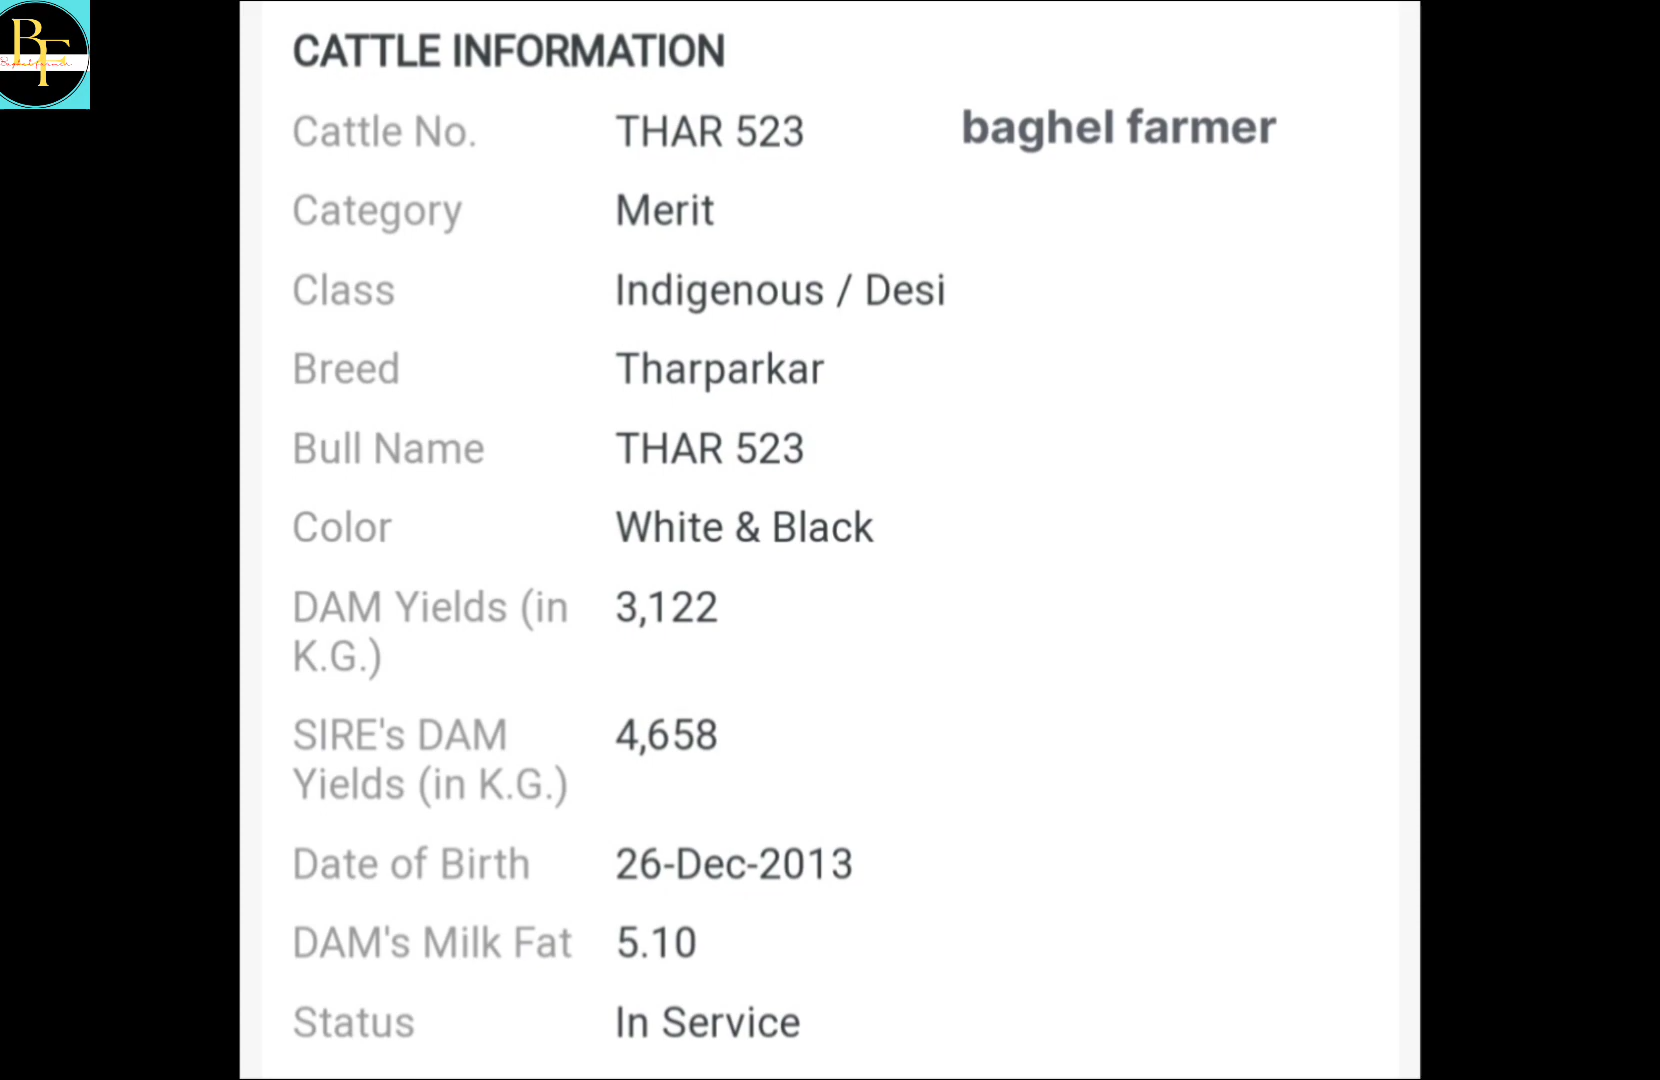 BF
Baghel farmer
CATTLE INFORMATION
Cattle No. THAR 523 baghel farmer
Category Merit
Class Indigenous / Desi
Breed Tharparkar
Bull Name THAR 523
Color White & Black
DAM Yields (in 3,122
K.G.)
SIRE's DAM 4,658
Yields (in K.G.)
Date of Birth 26-Dec-2013
DAM's Milk Fat 5.10
Status In Service